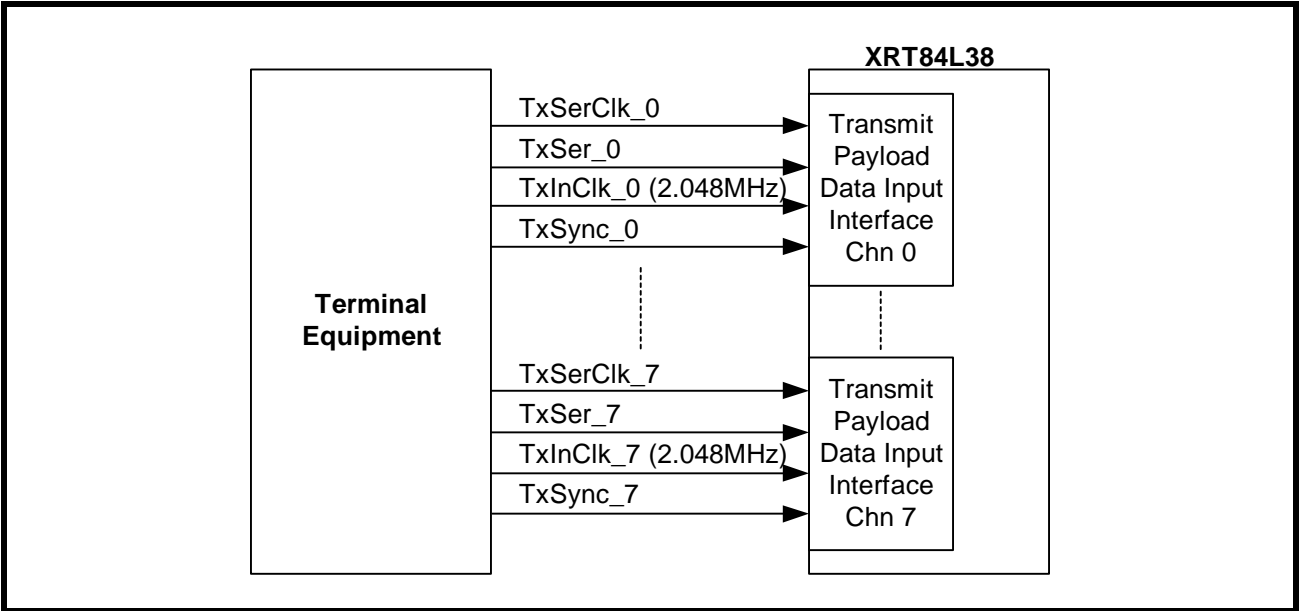 XRT84L38
Terminal
Equipment
TxSerClk_0
TxSer_0
TxInClk_0 (2.048MHz)
TxSync_0
Transmit
Payload
Data Input
Interface
Chn 0
TxSerClk_7
TxSer_7
TxInClk_7 (2.048MHz)
TxSync_7
Transmit
Payload
Data Input
Interface
Chn 7